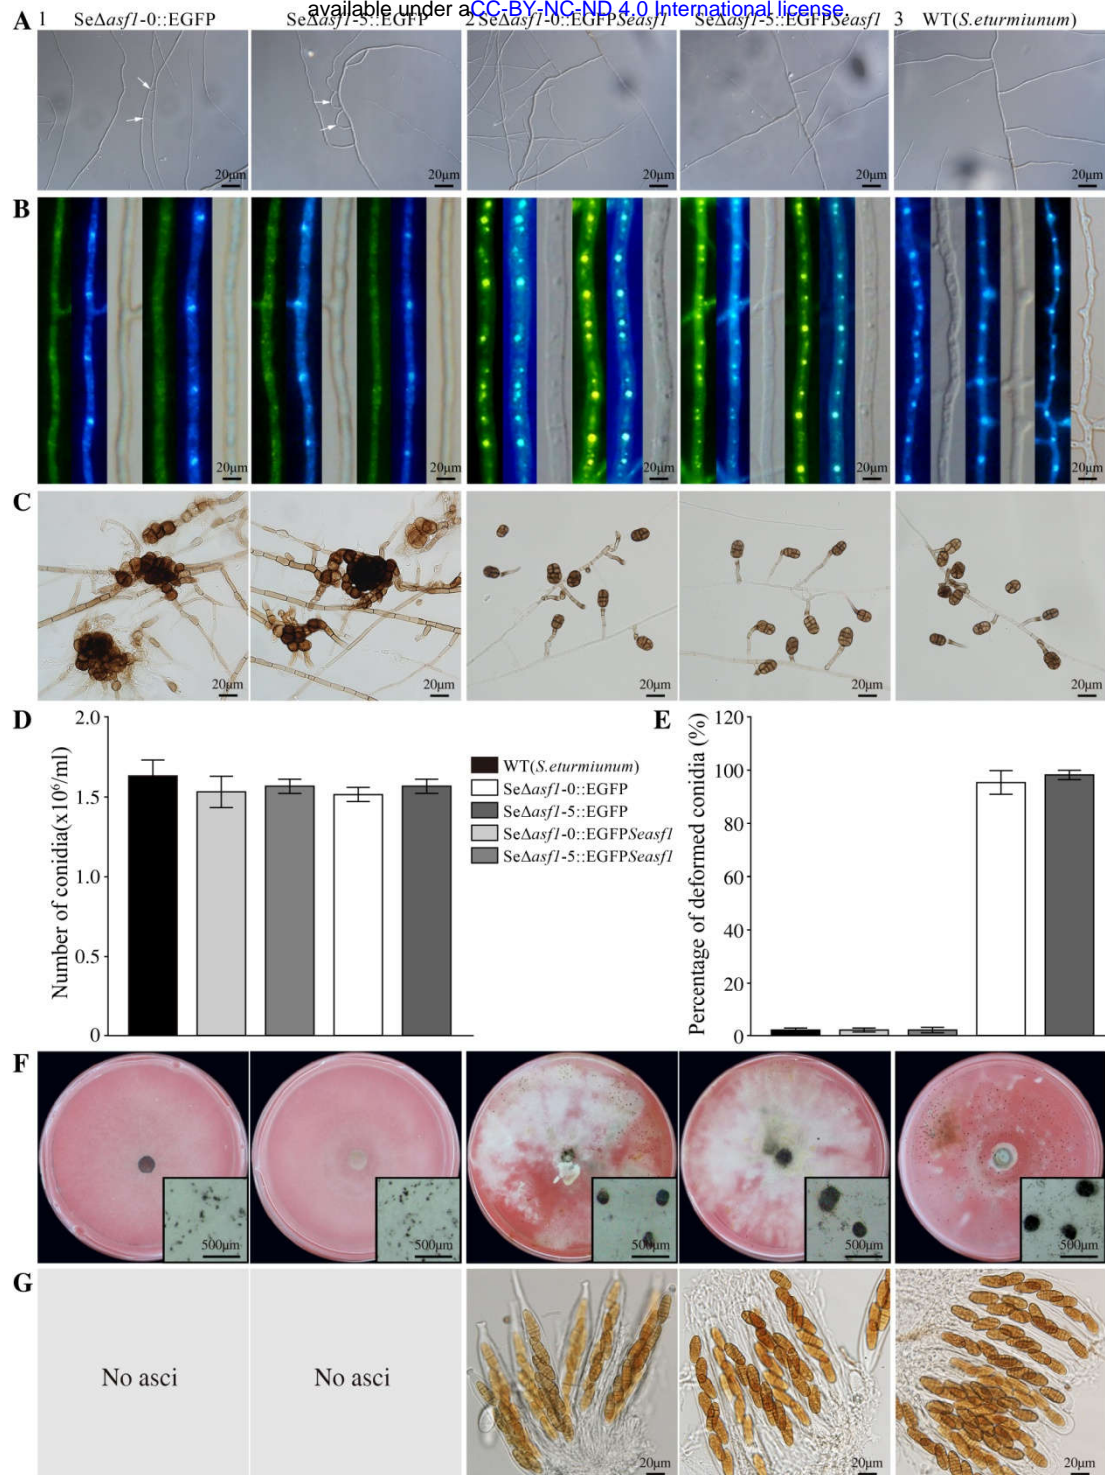 available under aCC-BY-NC-ND 4.0 International license.
A 1 SeΔasf1-0::EGFP SeΔasf1-5::EGFP 2 SeΔasf1-0::EGFPSeasf1 SeΔasf1-5::EGFPSeasf1 3 WT(S.eturmiunum)
20μm 20μm 20μm 20μm 20μm
B
20μm 20μm 20μm 20μm 20μm
C
20μm 20μm 20μm 20μm 20μm
D
Number of conidia(x10⁶/ml)
2.0
1.5
1.0
0.5
0
WT(S.eturmiunum)
SeΔasf1-0::EGFP
SeΔasf1-5::EGFP
SeΔasf1-0::EGFPSeasf1
SeΔasf1-5::EGFPSeasf1
E
Percentage of deformed conidia (%)
120
100
80
60
40
20
0
F
500μm 500μm 500μm 500μm 500μm
G
No asci No asci
20μm 20μm 20μm